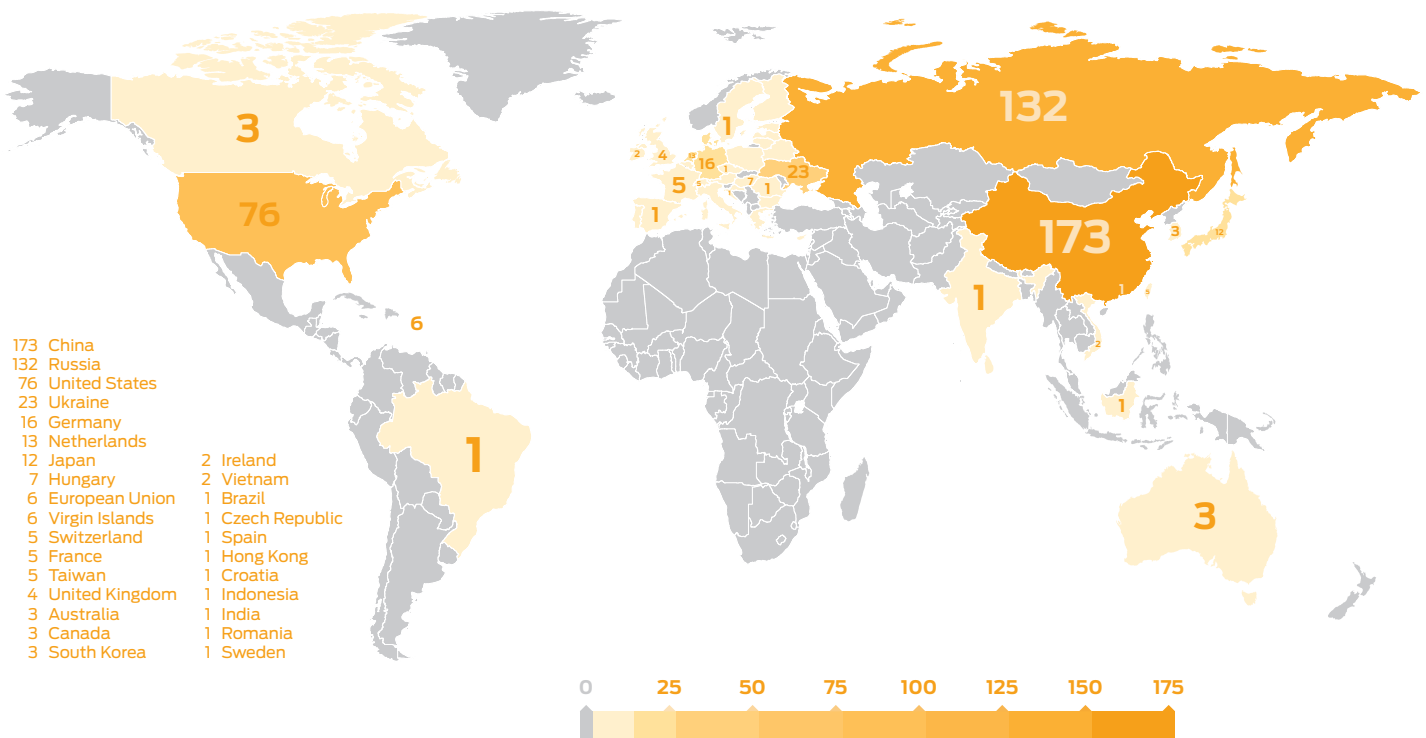 3
76
6
1
1
2
4
13
16
5
5
1
1
7
1
1
23
132
173
1
5
3
12
1
2
1
3
173 China
132 Russia
76 United States
23 Ukraine
16 Germany
13 Netherlands
12 Japan
7 Hungary
6 European Union
6 Virgin Islands
5 Switzerland
5 France
5 Taiwan
4 United Kingdom
3 Australia
3 Canada
3 South Korea
2 Ireland
2 Vietnam
1 Brazil
1 Czech Republic
1 Spain
1 Hong Kong
1 Croatia
1 Indonesia
1 India
1 Romania
1 Sweden
0 25 50 75 100 125 150 175